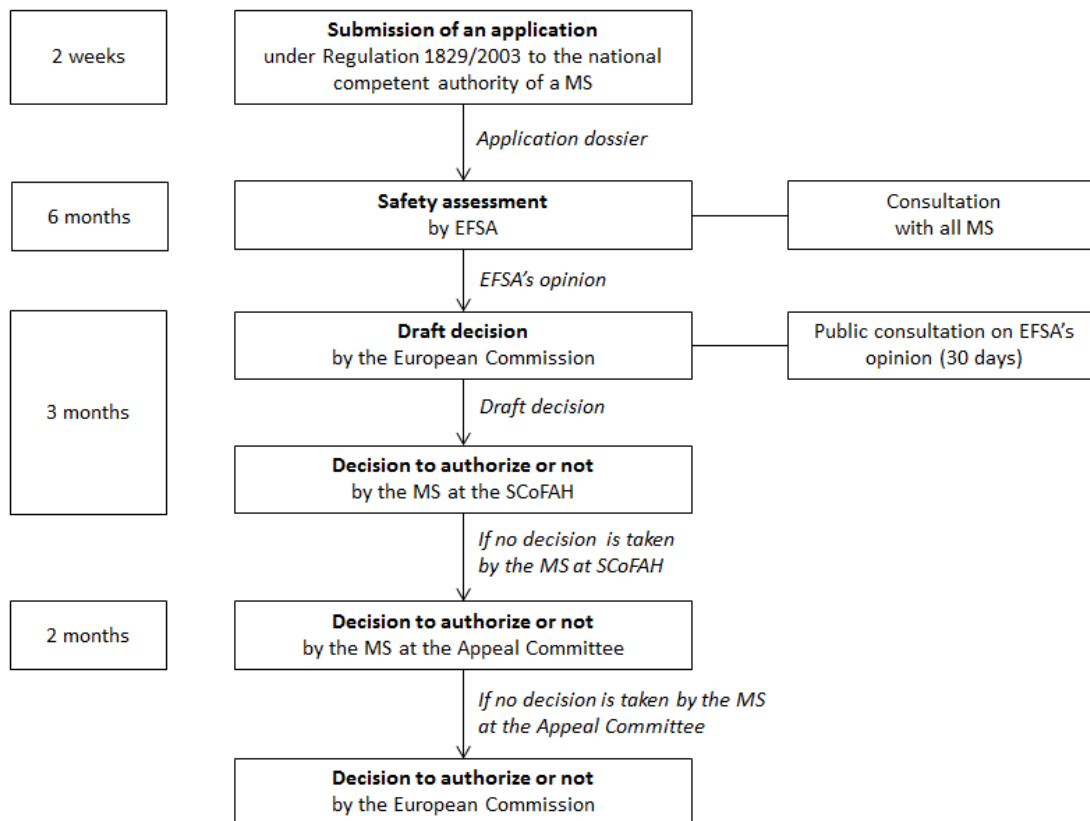 2 weeks
Submission of an application
under Regulation 1829/2003 to the national
competent authority of a MS
Application dossier
6 months
Safety assessment
by EFSA
Consultation
with all MS
EFSA's opinion
3 months
Draft decision
by the European Commission
Public consultation on EFSA's
opinion (30 days)
Draft decision
Decision to authorize or not
by the MS at the SCoFAH
If no decision is taken
by the MS at SCoFAH
2 months
Decision to authorize or not
by the MS at the Appeal Committee
If no decision is taken by the MS
at the Appeal Committee
Decision to authorize or not
by the European Commission